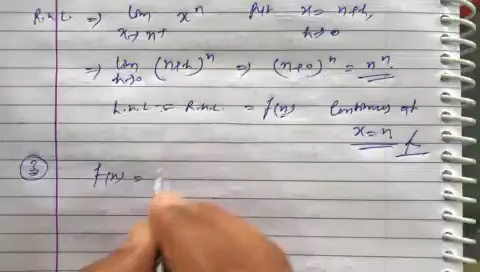 R.H.L. ⇒ lim x^n Put x = n+h,
x→n+ h→0
⇒ lim (n+h)^n ⇒ (n+0)^n = n^n.
h→0
L.H.L. = R.H.L. = f(n) Continuous at
x = n
③ f(x) =